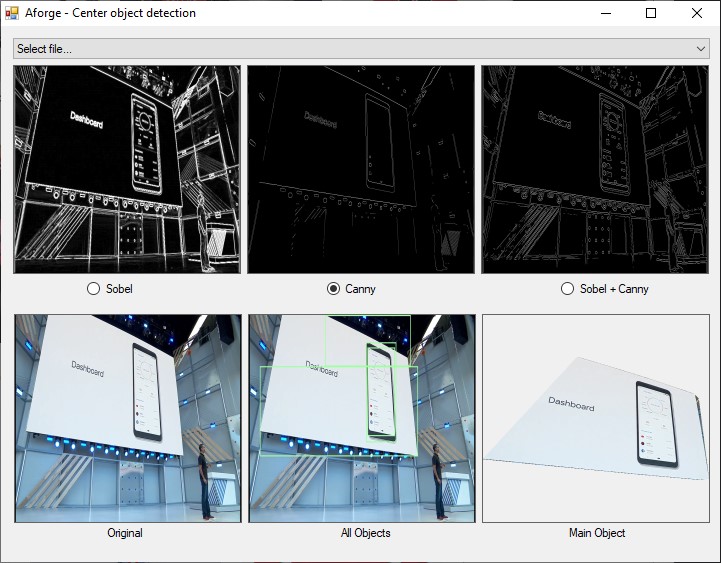 Aforge - Center object detection
Select file...
Dashboard
Dashboard
Sobel
Canny
Sobel + Canny
Dashboard
Dashboard
Dashboard
Original
All Objects
Main Object